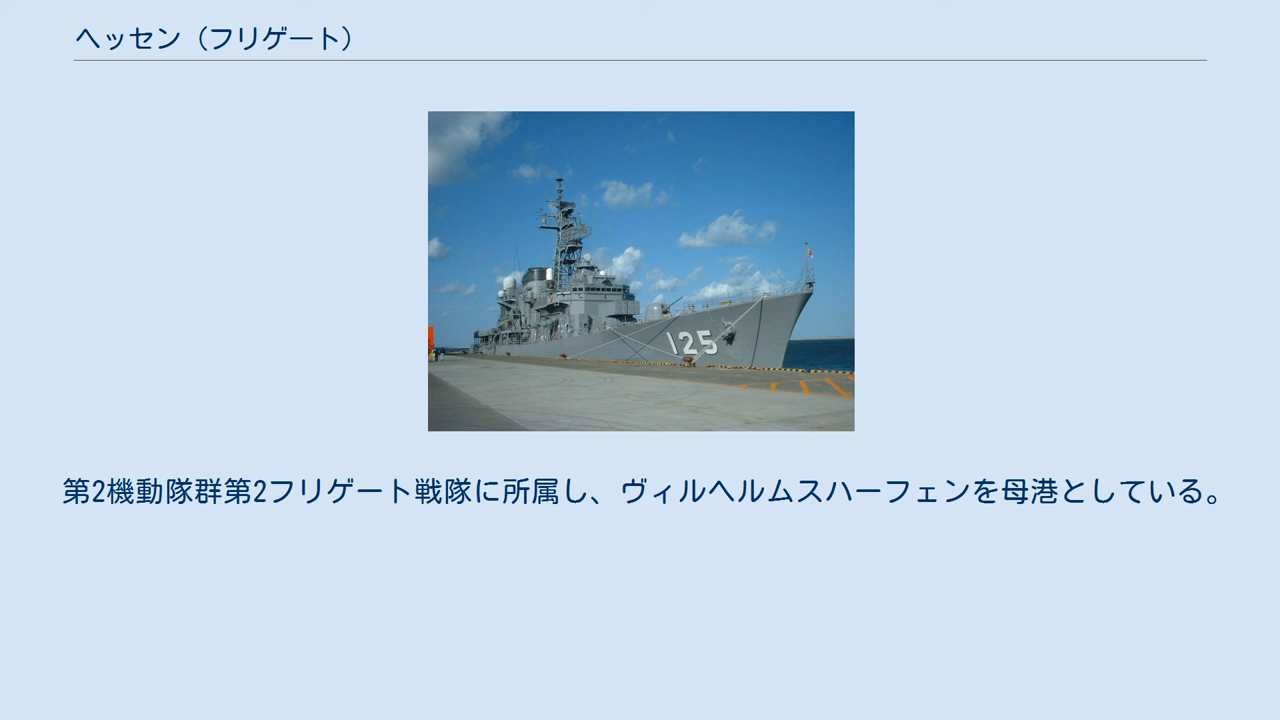 ヘッセン（フリゲート）
125
第2機動隊群第2フリゲート戦隊に所属し、ヴィルヘルムスハーフェンを母港としている。